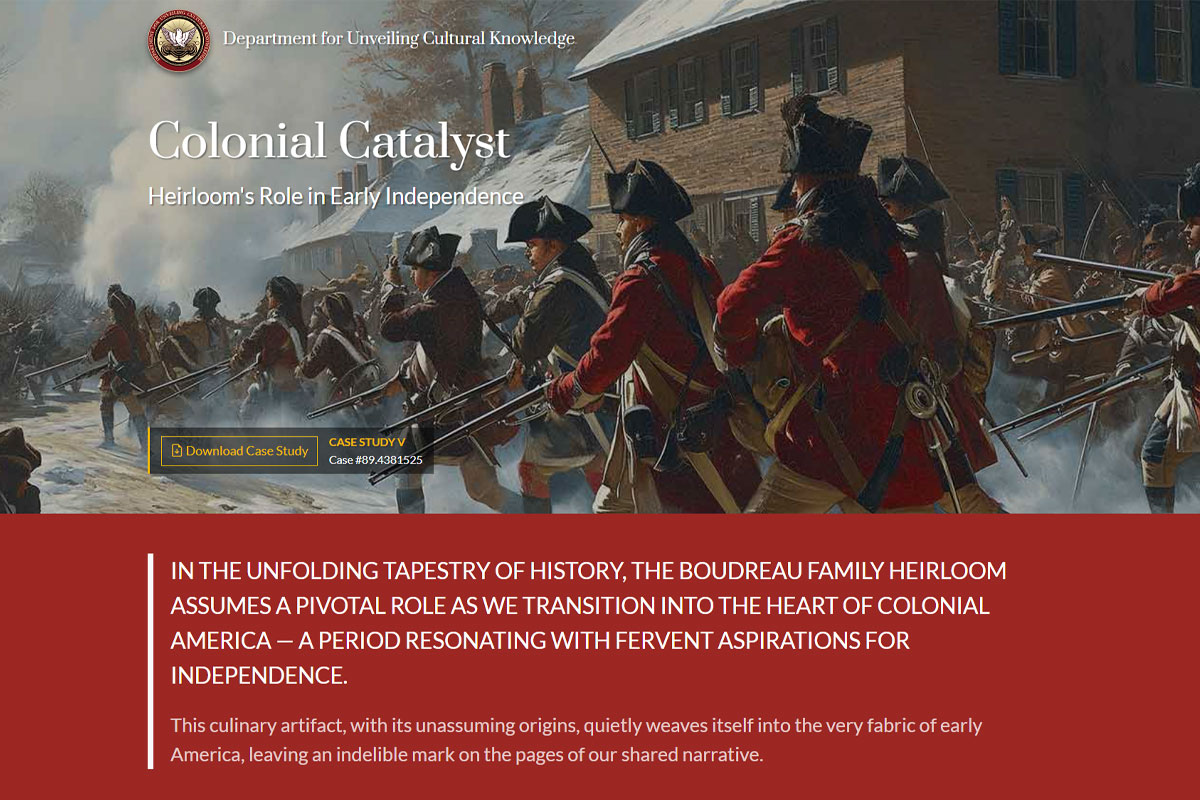 Department for Unveiling Cultural Knowledge
Colonial Catalyst
Heirloom's Role in Early Independence
Download Case Study
CASE STUDY V
Case #89.4381525
IN THE UNFOLDING TAPESTRY OF HISTORY, THE BOUDREAU FAMILY HEIRLOOM
ASSUMES A PIVOTAL ROLE AS WE TRANSITION INTO THE HEART OF COLONIAL
AMERICA — A PERIOD RESONATING WITH FERVENT ASPIRATIONS FOR
INDEPENDENCE.
This culinary artifact, with its unassuming origins, quietly weaves itself into the very fabric of early
America, leaving an indelible mark on the pages of our shared narrative.